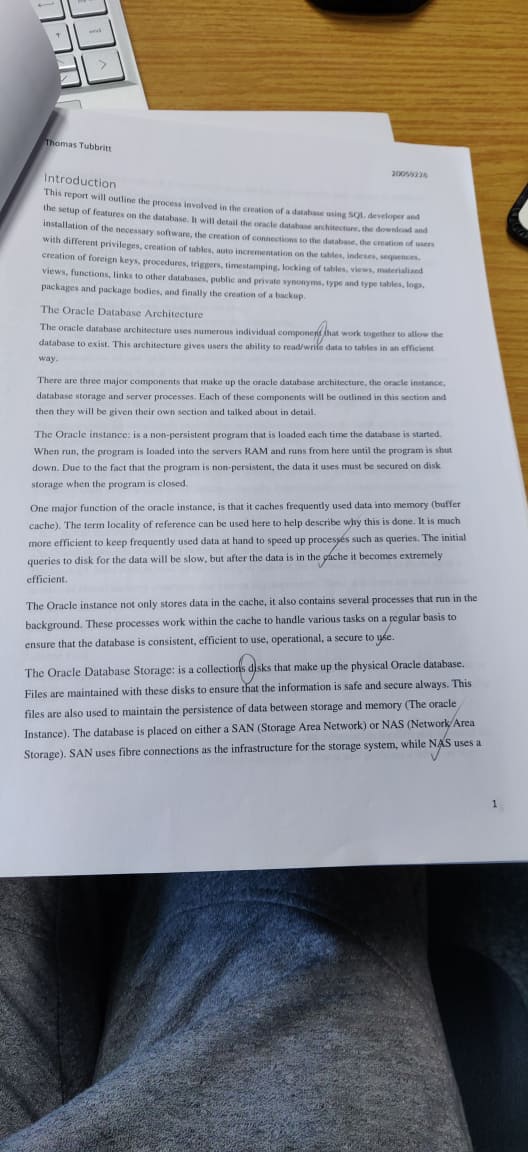 end
Thomas Tubbritt
20059226
Introduction
This report will outline the process involved in the creation of a database using SQL developer and
the setup of features on the database. It will detail the oracle database architecture, the download and
installation of the necessary software, the creation of connections to the database, the creation of users
with different privileges, creation of tables, auto incrementation on the tables, indexes, sequences,
creation of foreign keys, procedures, triggers, timestamping, locking of tables, views, materialized
views, functions, links to other databases, public and private synonyms, type and type tables, logs,
packages and package bodies, and finally the creation of a backup.
The Oracle Database Architecture
The oracle database architecture uses numerous individual component that work together to allow the
database to exist. This architecture gives users the ability to read/write data to tables in an efficient
way.
There are three major components that make up the oracle database architecture, the oracle instance,
database storage and server processes. Each of these components will be outlined in this section and
then they will be given their own section and talked about in detail.
The Oracle instance: is a non-persistent program that is loaded each time the database is started.
When run, the program is loaded into the servers RAM and runs from here until the program is shut
down. Due to the fact that the program is non-persistent, the data it uses must be secured on disk
storage when the program is closed.
One major function of the oracle instance, is that it caches frequently used data into memory (buffer
cache). The term locality of reference can be used here to help describe why this is done. It is much
more efficient to keep frequently used data at hand to speed up processes such as queries. The initial
queries to disk for the data will be slow, but after the data is in the cache it becomes extremely
efficient.
The Oracle instance not only stores data in the cache, it also contains several processes that run in the
background. These processes work within the cache to handle various tasks on a regular basis to
ensure that the database is consistent, efficient to use, operational, a secure to use.
The Oracle Database Storage: is a collections disks that make up the physical Oracle database.
Files are maintained with these disks to ensure that the information is safe and secure always. This
files are also used to maintain the persistence of data between storage and memory (The oracle
Instance). The database is placed on either a SAN (Storage Area Network) or NAS (Network Area
Storage). SAN uses fibre connections as the infrastructure for the storage system, while NAS uses a
1